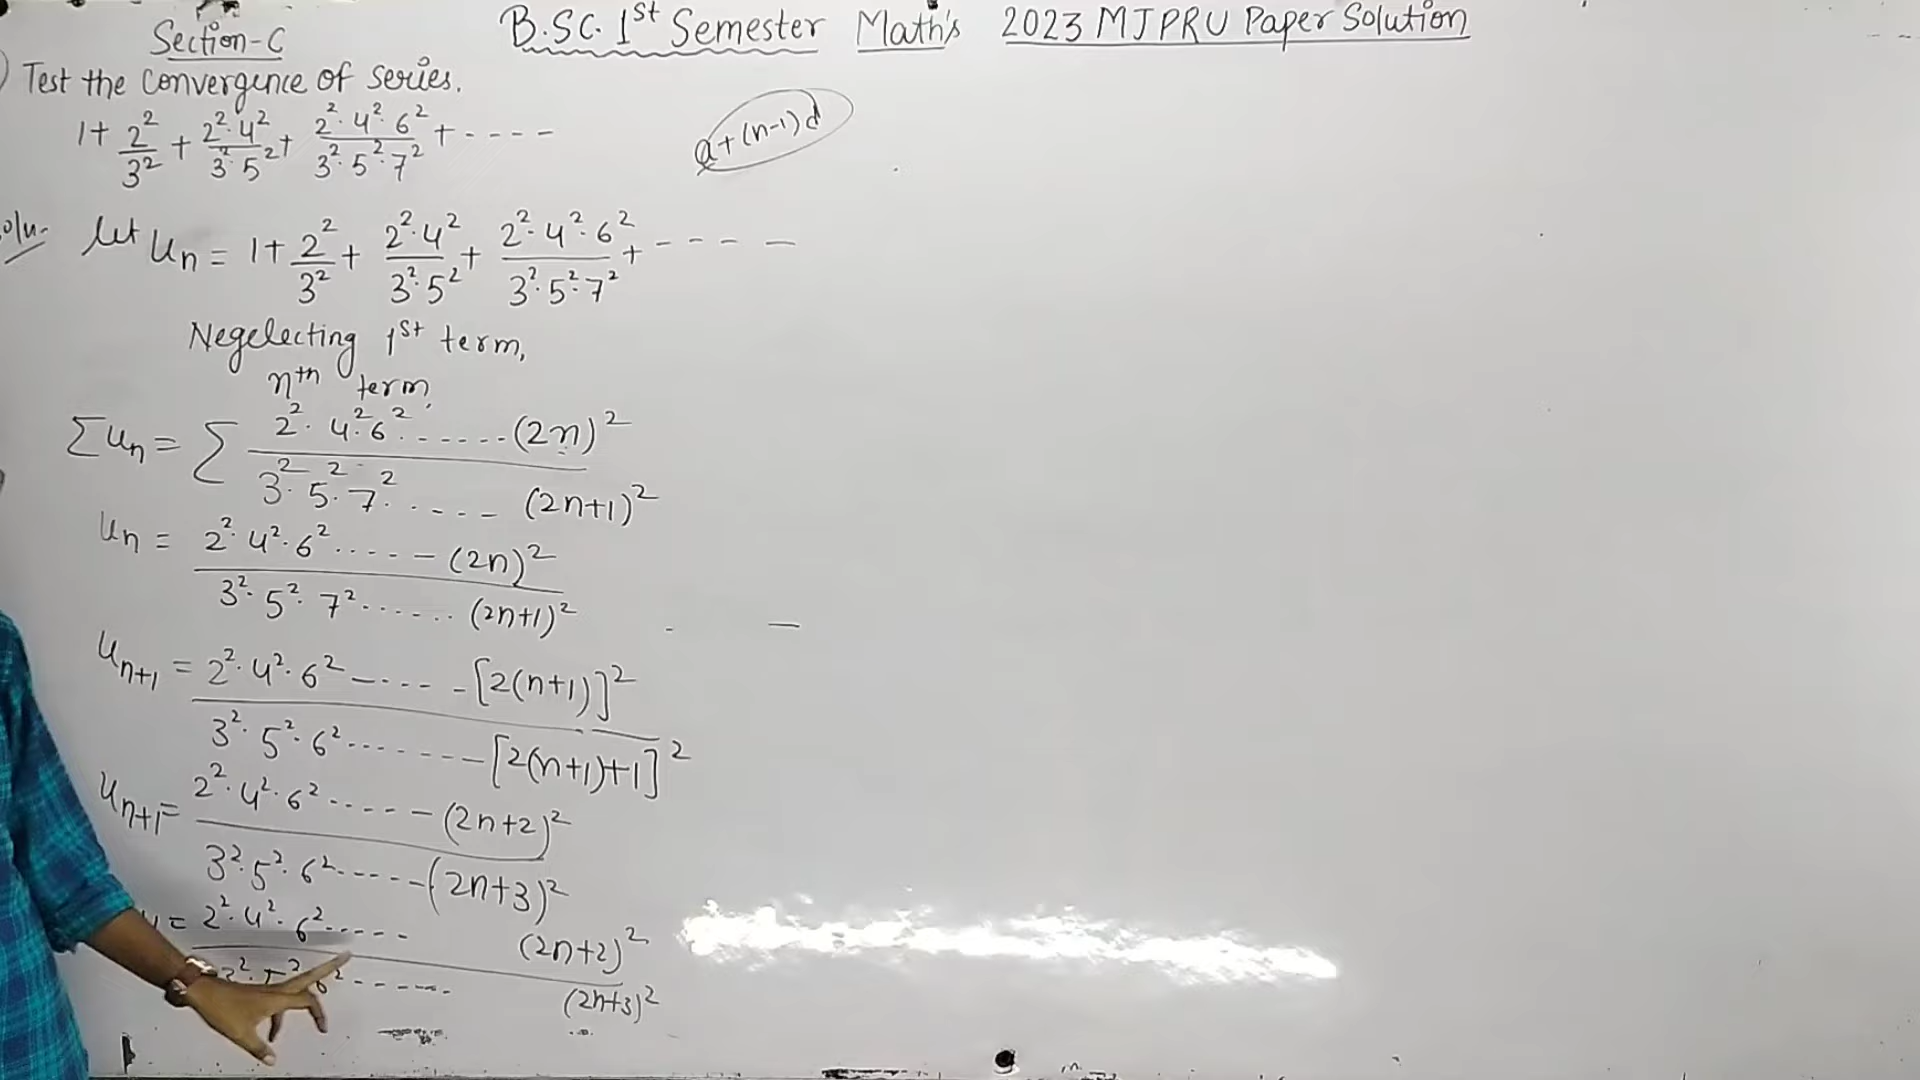 B.SC. 1st Semester Math's 2023 MJPRU Paper Solution
Section-C
) Test the convergence of series.
1 + 2²/3² + 2²·4²/3²·5² + 2²·4²·6²/3²·5²·7² + ----
a+(n-1)d
olu- let un = 1 + 2²/3² + 2²·4²/3²·5² + 2²·4²·6²/3²·5²·7² + -----
Negelecting 1st term,
nth term,
Σun = Σ 2²·4²·6²......(2n)²/3²·5²·7².....(2n+1)²
un = 2²·4²·6².....(2n)²/3²·5²·7²......(2n+1)²
un+1 = 2²·4²·6²-----[2(n+1)]²/3²·5²·6².......[2(n+1)+1]²
un+1 = 2²·4²·6²......(2n+2)²/3²·5²·6².....(2n+3)²
= 2²·4²·6²..... (2n+2)²/ 6²....... (2n+3)²